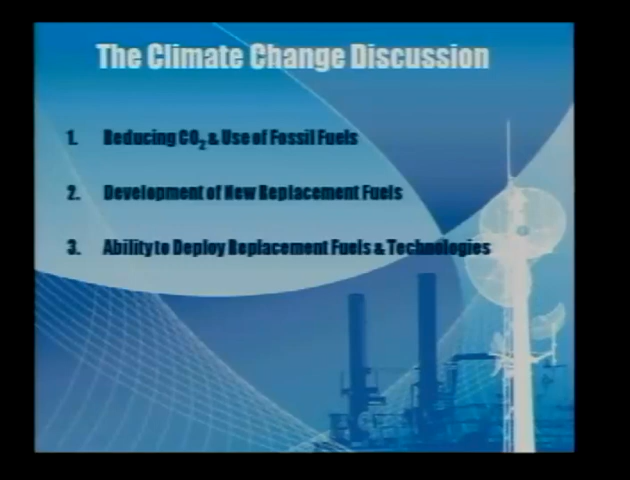 The Climate Change Discussion
1. Reducing CO₂ & Use of Fossil Fuels
2. Development of New Replacement Fuels
3. Ability to Deploy Replacement Fuels & Technologies